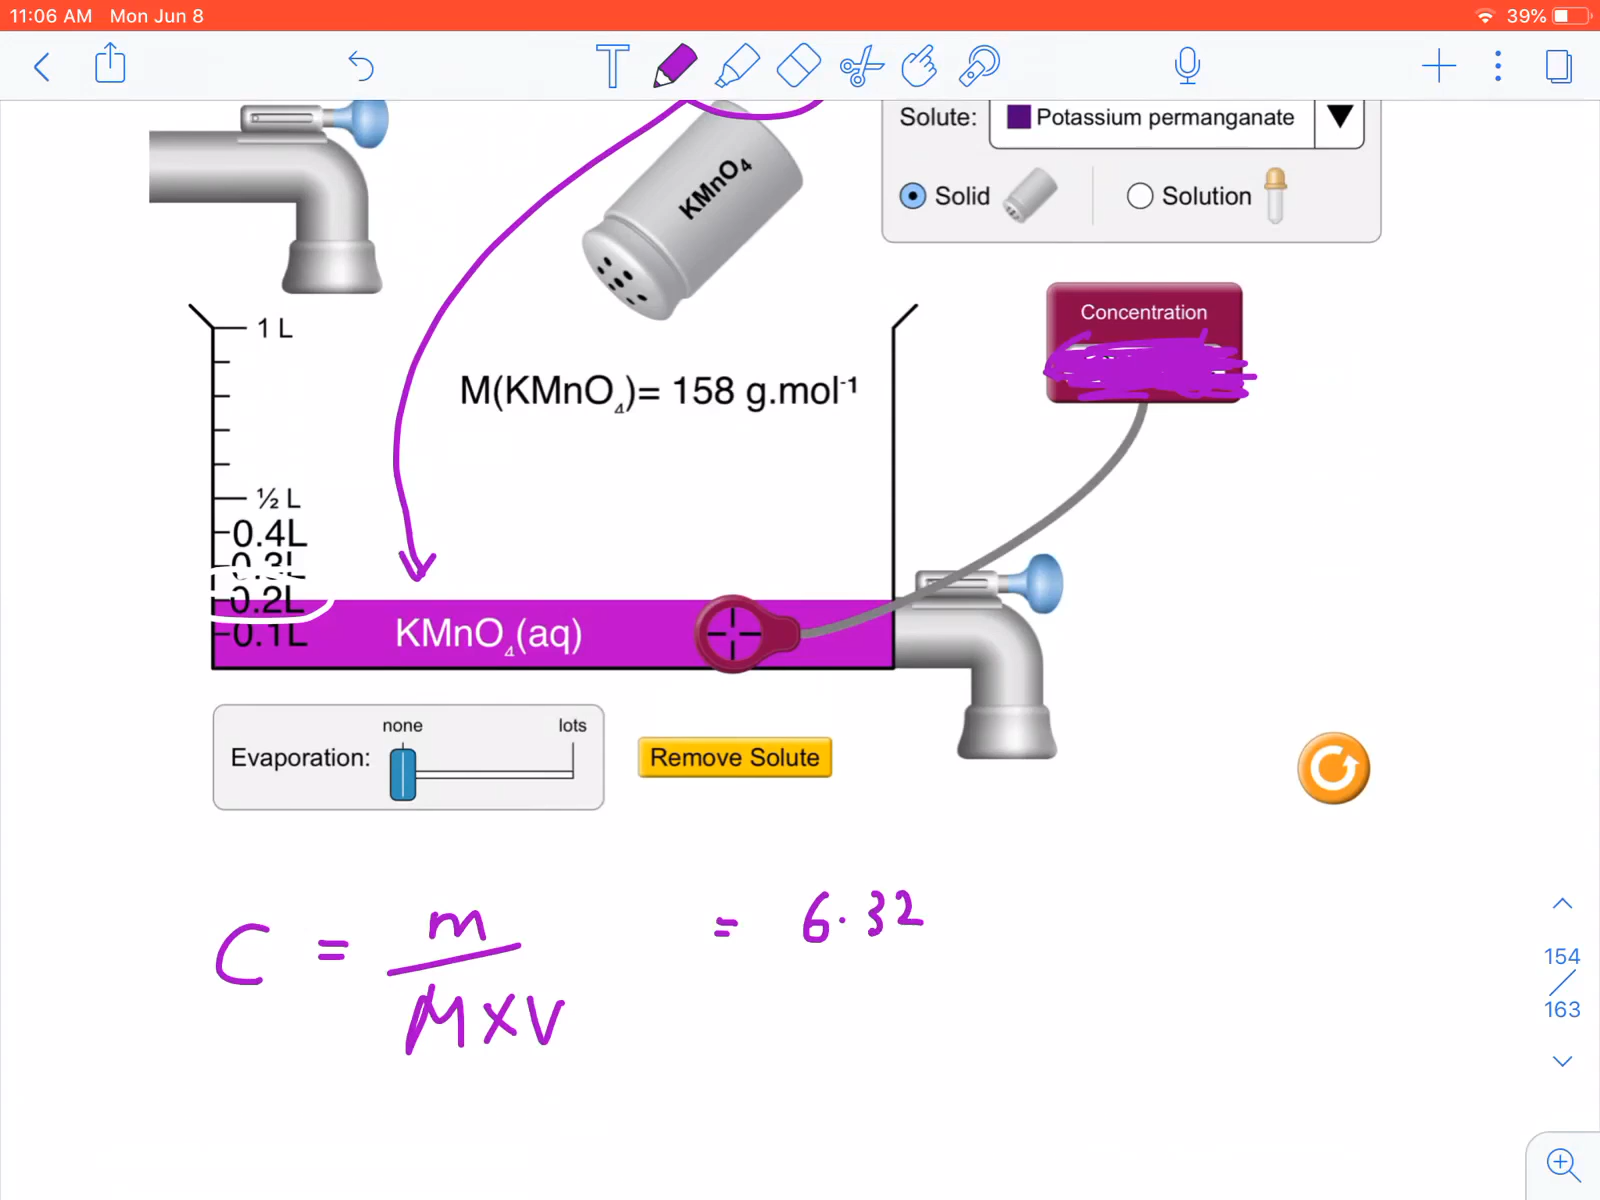 11:06 AM Mon Jun 8
39%
T
Solute: Potassium permanganate
KMnO₄
Solid
Solution
Concentration
1 L
M(KMnO₄)= 158 g.mol⁻¹
½ L
0.4L
0.3L
0.2L
0.1L
KMnO₄(aq)
none
lots
Evaporation:
Remove Solute
C = m / M x V = 6.32
154 / 163